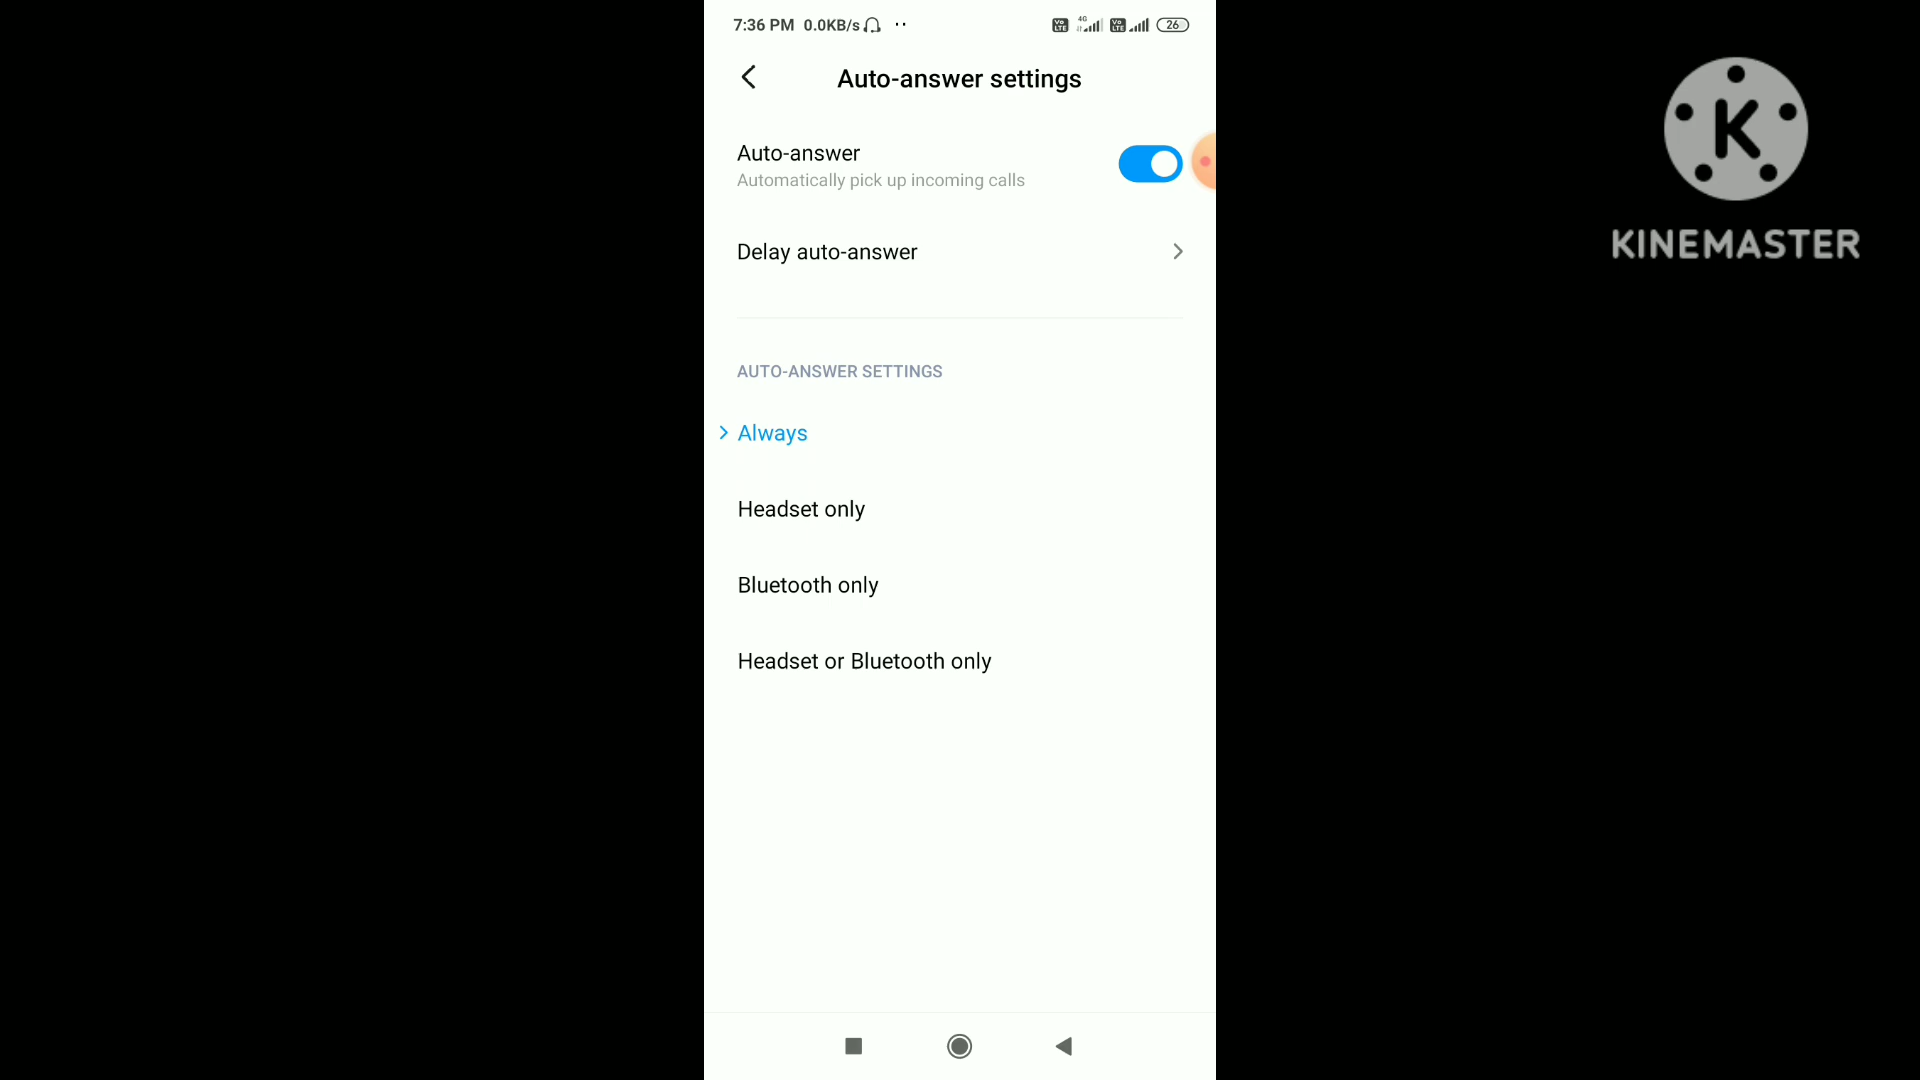 7:36 PM 0.0KB/s 4G 26
Auto-answer settings
Auto-answer
Automatically pick up incoming calls
Delay auto-answer
AUTO-ANSWER SETTINGS
Always
Headset only
Bluetooth only
Headset or Bluetooth only
K
KINEMASTER